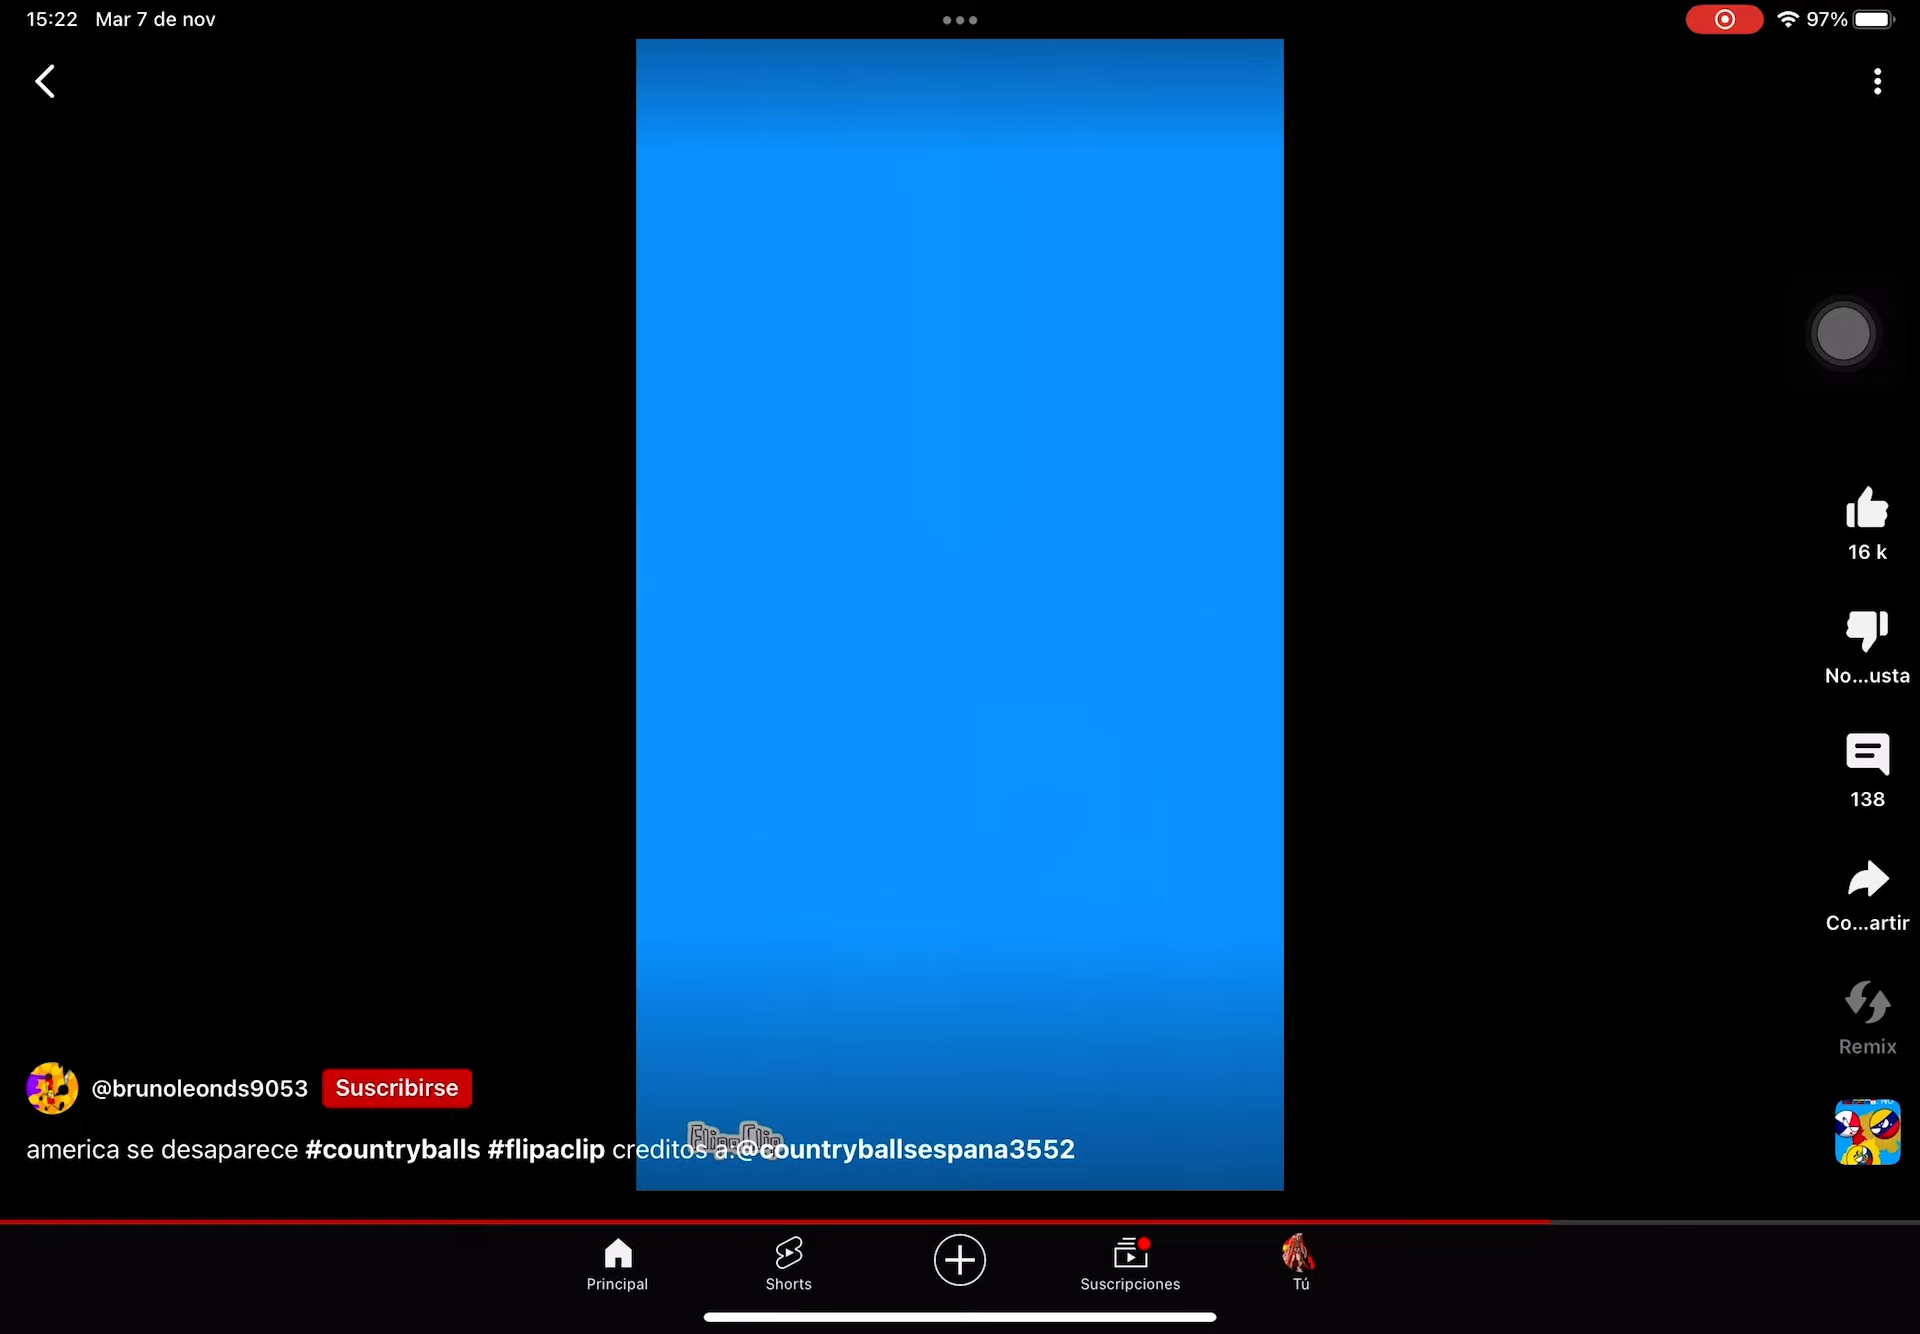 15:22 Mar 7 de nov
97%
16 k
No...usta
138
Co...artir
Remix
@brunoleonds9053 Suscribirse
FlipaClip
america se desaparece #countryballs #flipaclip creditos a:@countryballsespana3552
Principal Shorts Suscripciones Tú